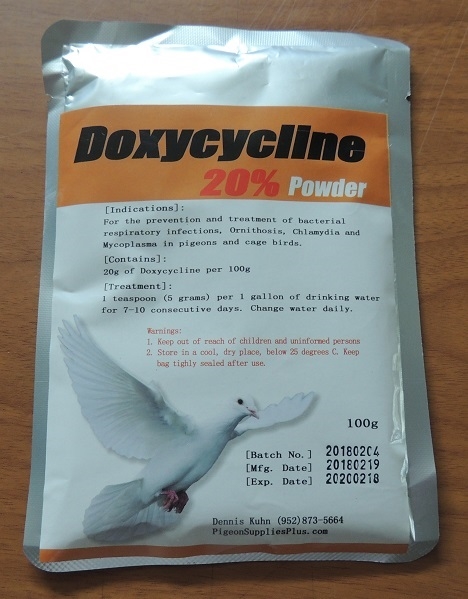 Doxycycline
20% Powder
[Indications]:
For the prevention and treatment of bacterial
respiratory infections, Ornithosis, Chlamydia and
Mycoplasma in pigeons and cage birds.
[Contains]:
20g of Doxycycline per 100g
[Treatment]:
1 teaspoon (5 grams) per 1 gallon of drinking water
for 7-10 consecutive days. Change water daily.
Warnings:
1. Keep out of reach of children and uninformed persons
2. Store in a cool, dry place, below 25 degrees C. Keep
bag tightly sealed after use.
100g
[Batch No.] 20180204
[Mfg. Date] 20180219
[Exp. Date] 20200218
Dennis Kuhn (952)873-5664
PigeonSuppliesPlus.com